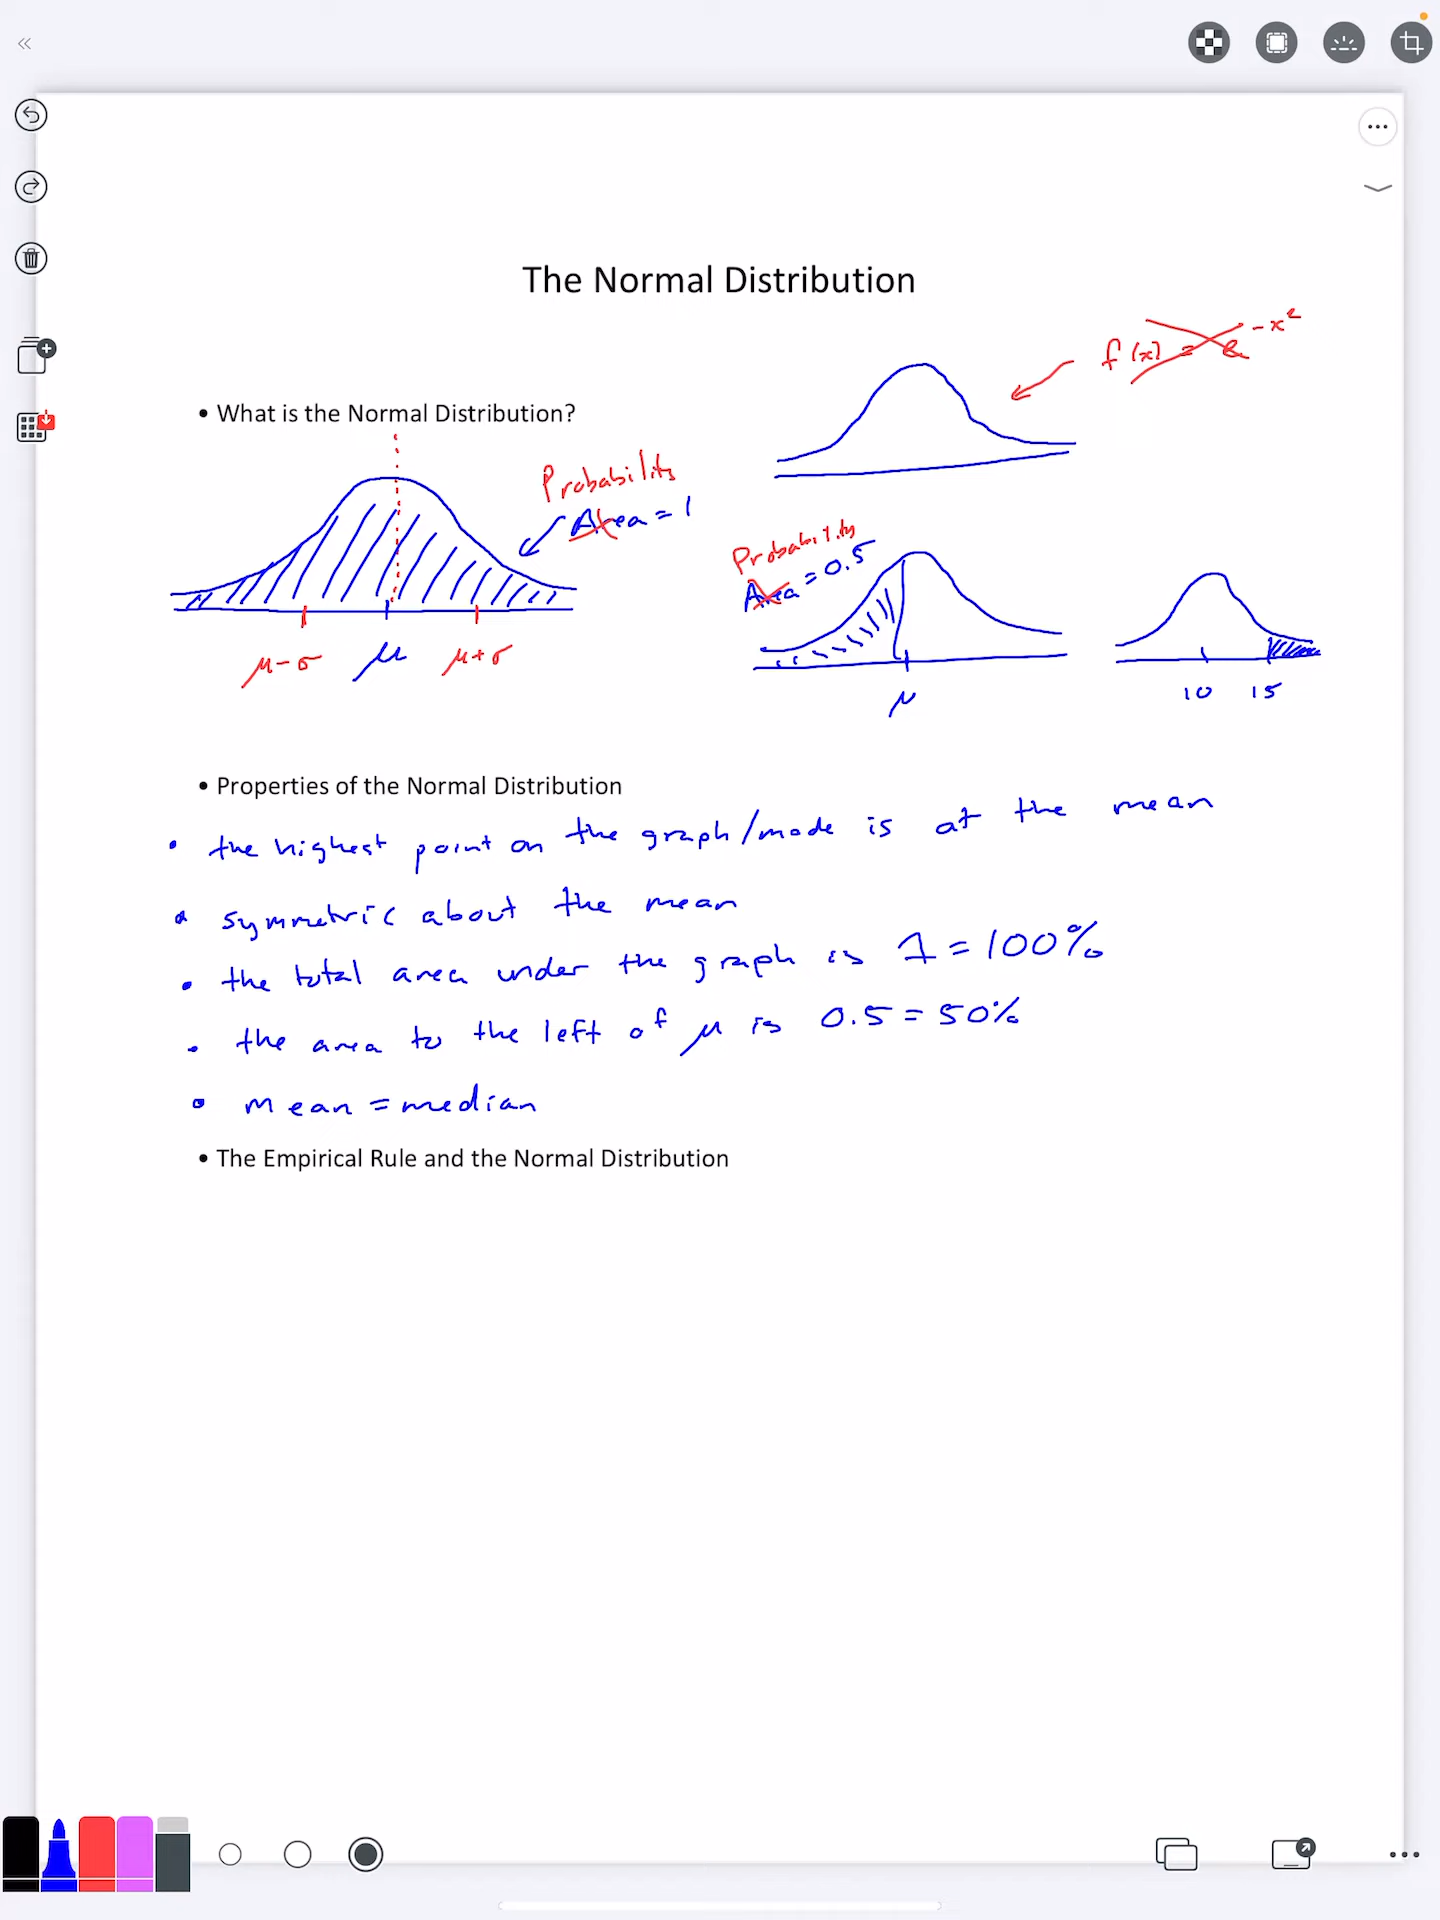 The Normal Distribution
f(x) = e^-x²
• What is the Normal Distribution?
Probability
Area = 1
Probability
Area = 0.5
μ-σ μ μ+σ
μ
10 15
• Properties of the Normal Distribution
• the highest point on the graph/mode is at the mean
• symmetric about the mean
• the total area under the graph is 1 = 100%
• the area to the left of μ is 0.5 = 50%
• mean = median
• The Empirical Rule and the Normal Distribution